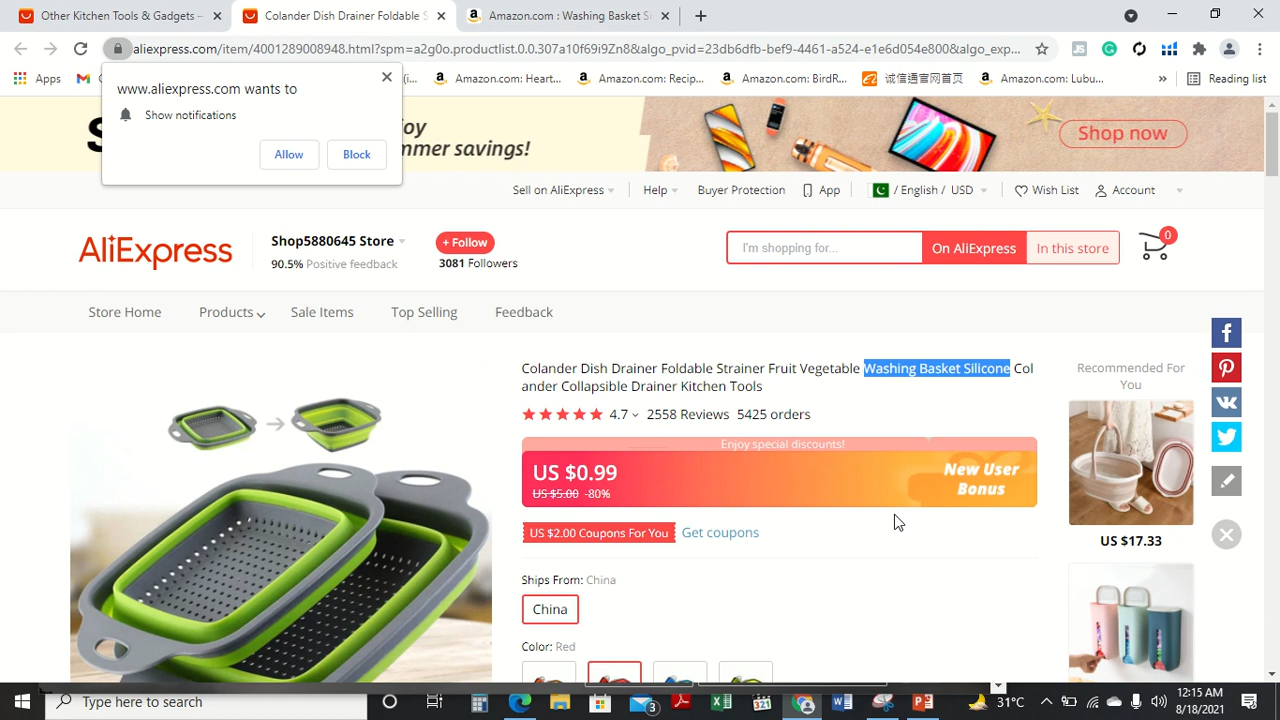 Other Kitchen Tools & Gadgets –
Colander Dish Drainer Foldable S
Amazon.com : Washing Basket S
aliexpress.com/item/4001289008948.html?spm=a2g0o.productlist.0.0.307a10f69i9Zn8&algo_pvid=23db6dfb-bef9-4461-a524-e1e6d054e800&algo_exp...
Apps
Amazon.com: Heart...
Amazon.com: Recip...
Amazon.com: BirdR...
诚信通官网首页
Amazon.com: Lubu...
»
Reading list
www.aliexpress.com wants to
Show notifications
Allow
Block
mmer savings!
Shop now
Sell on AliExpress
Help
Buyer Protection
App
/ English / USD
Wish List
Account
AliExpress
Shop5880645 Store
90.5% Positive feedback
+ Follow
3081 Followers
I'm shopping for...
On AliExpress
In this store
0
Store Home
Products
Sale Items
Top Selling
Feedback
Colander Dish Drainer Foldable Strainer Fruit Vegetable Washing Basket Silicone Col
ander Collapsible Drainer Kitchen Tools
4.7
2558 Reviews
5425 orders
Enjoy special discounts!
US $0.99
US $5.00 -80%
New User
Bonus
US $2.00 Coupons For You
Get coupons
Ships From: China
China
Color: Red
Recommended For
You
US $17.33
Type here to search
3
321
31°C
12:15 AM
8/18/2021